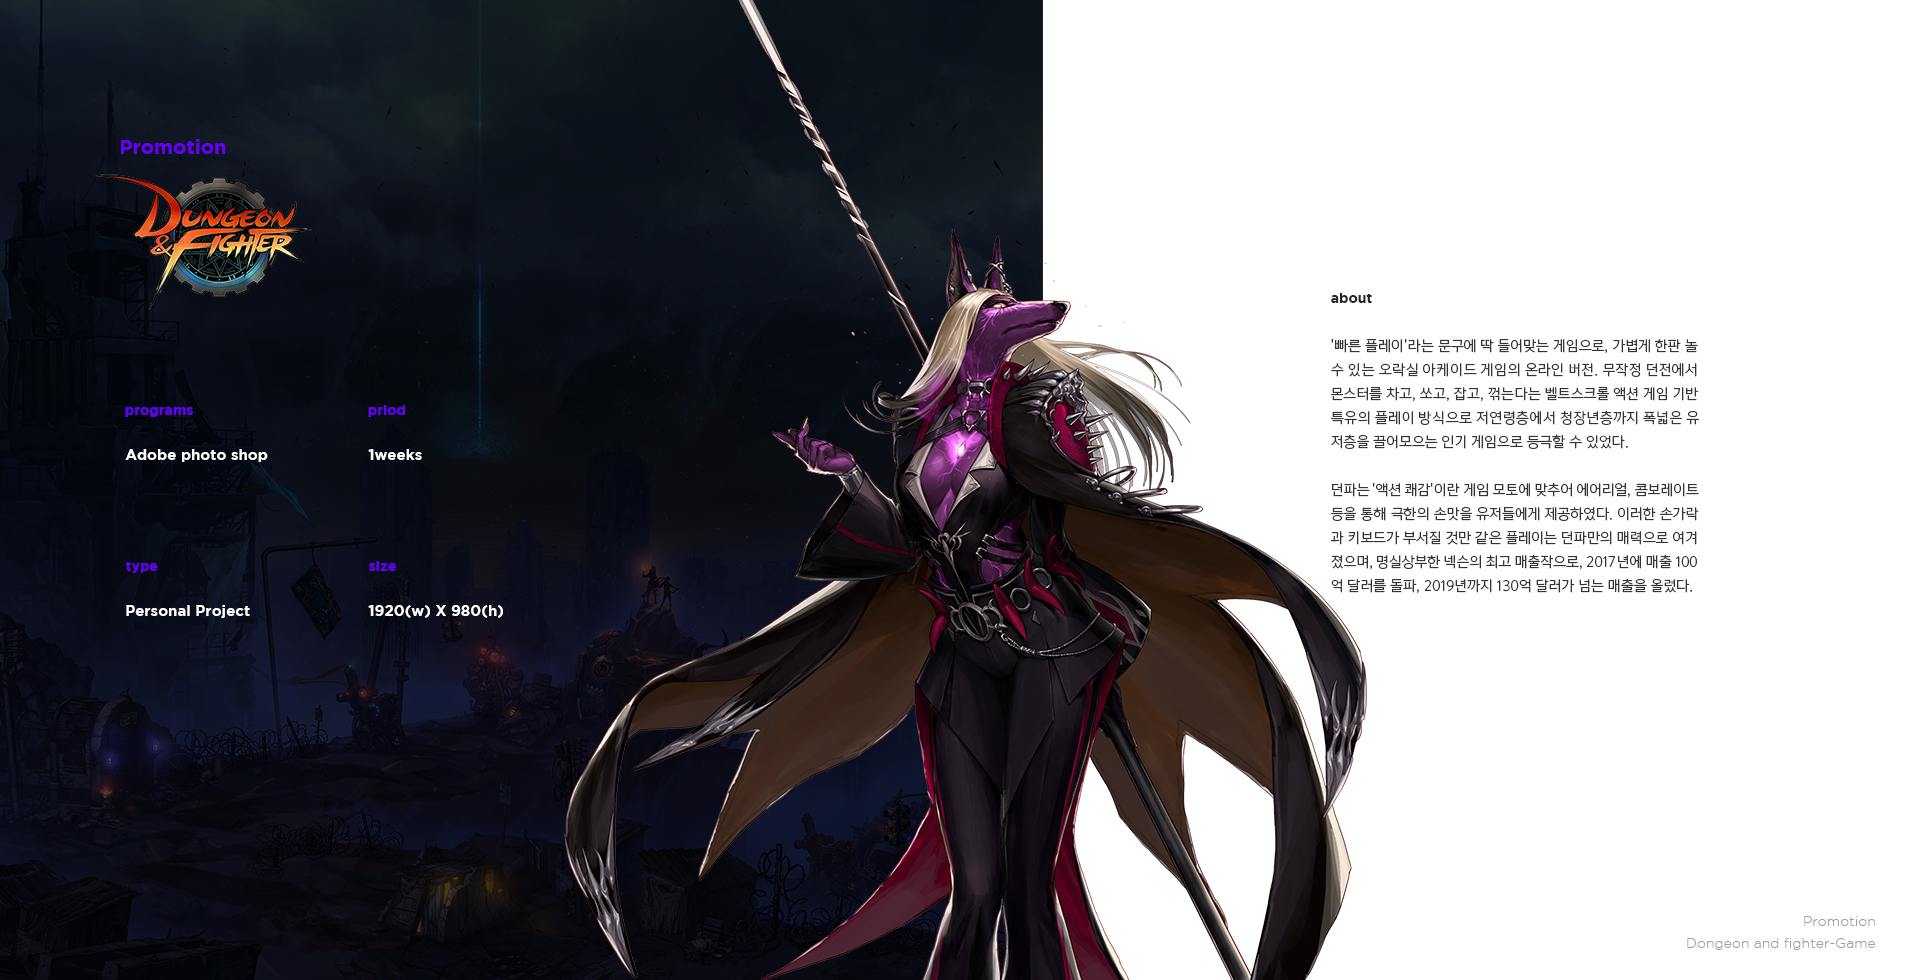 Promotion
DUNGEON
& FIGHTER
programs
priod
Adobe photo shop
1weeks
type
size
Personal Project
1920(w) X 980(h)
about
'빠른 플레이'라는 문구에 딱 들어맞는 게임으로, 가볍게 한판 놀
수 있는 오락실 아케이드 게임의 온라인 버전. 무작정 던전에서
몬스터를 차고, 쏘고, 잡고, 꺾는다는 벨트스크롤 액션 게임 기반
특유의 플레이 방식으로 저연령층에서 청장년층까지 폭넓은 유
저층을 끌어모으는 인기 게임으로 등극할 수 있었다.
던파는 '액션 쾌감'이란 게임 모토에 맞추어 에어리얼, 콤보레이트
등을 통해 극한의 손맛을 유저들에게 제공하였다. 이러한 손가락
과 키보드가 부서질 것만 같은 플레이는 던파만의 매력으로 여겨
졌으며, 명실상부한 넥슨의 최고 매출작으로, 2017년에 매출 100
억 달러를 돌파, 2019년까지 130억 달러가 넘는 매출을 올렸다.
Promotion
Dongeon and fighter-Game